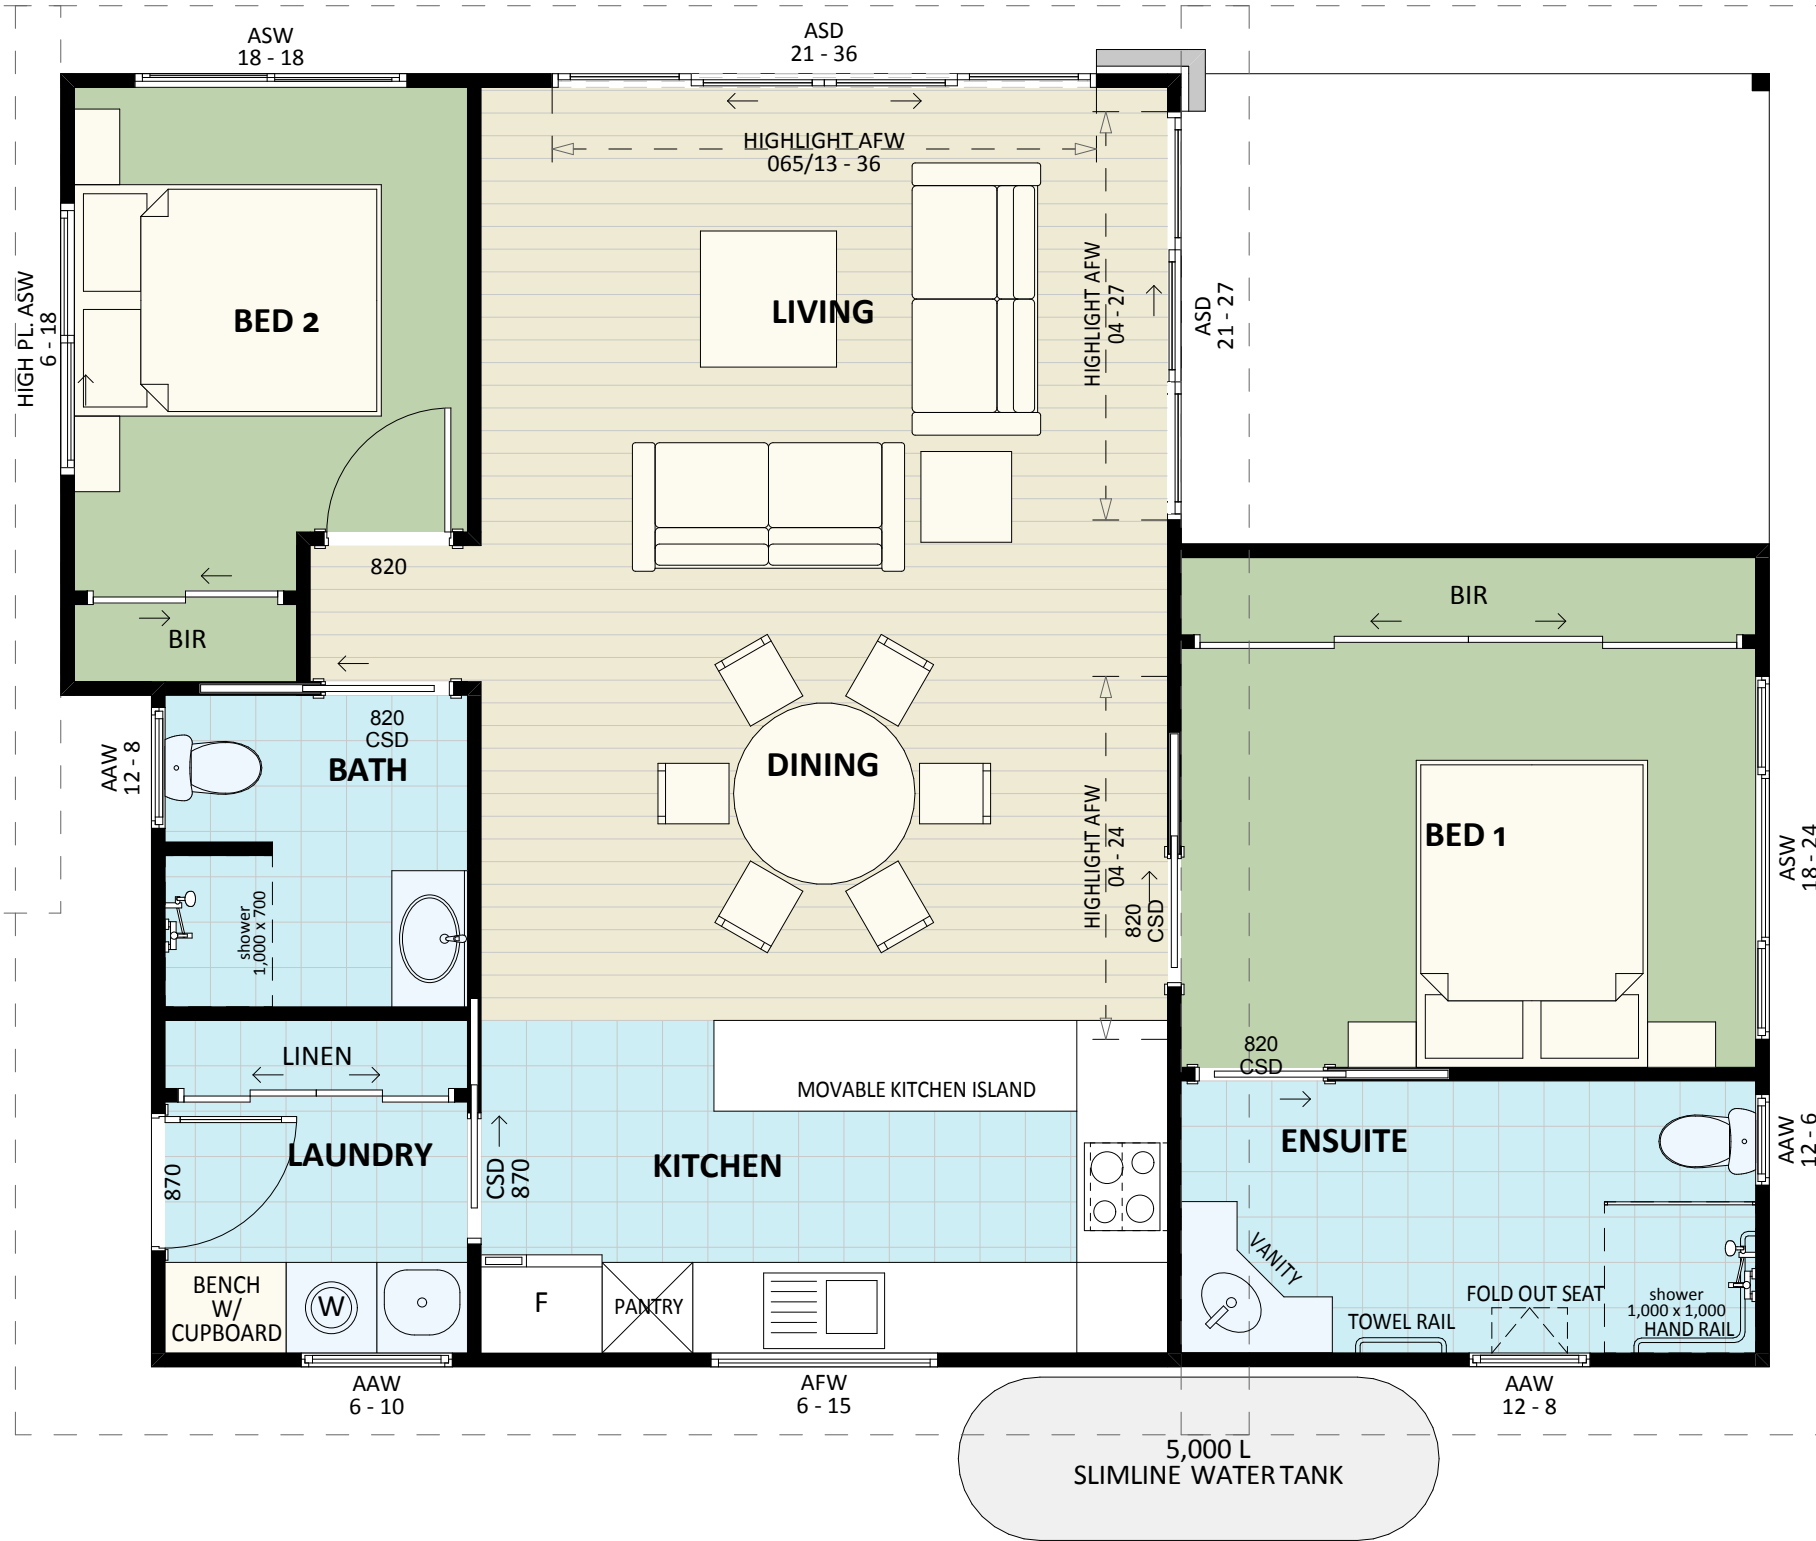 ASW
18 - 18
ASD
21 - 36
HIGHLIGHT AFW
065/13 - 36
HIGH PL. ASW
6 - 18
BED 2
LIVING
HIGHLIGHT AFW
04 - 27
ASD
21 - 27
820
BIR
BIR
820
CSD
BATH
AAW
12 - 8
DINING
HIGHLIGHT AFW
04 - 24
820
CSD
BED 1
ASW
18 - 24
shower
1,000 x 700
LINEN
820
CSD
MOVABLE KITCHEN ISLAND
LAUNDRY
870
CSD
870
KITCHEN
ENSUITE
AAW
12 - 6
VANITY
BENCH
W/
CUPBOARD
W
F
PANTRY
TOWEL RAIL
FOLD OUT SEAT
shower
1,000 x 1,000
HAND RAIL
AAW
6 - 10
AFW
6 - 15
AAW
12 - 8
5,000 L
SLIMLINE WATER TANK